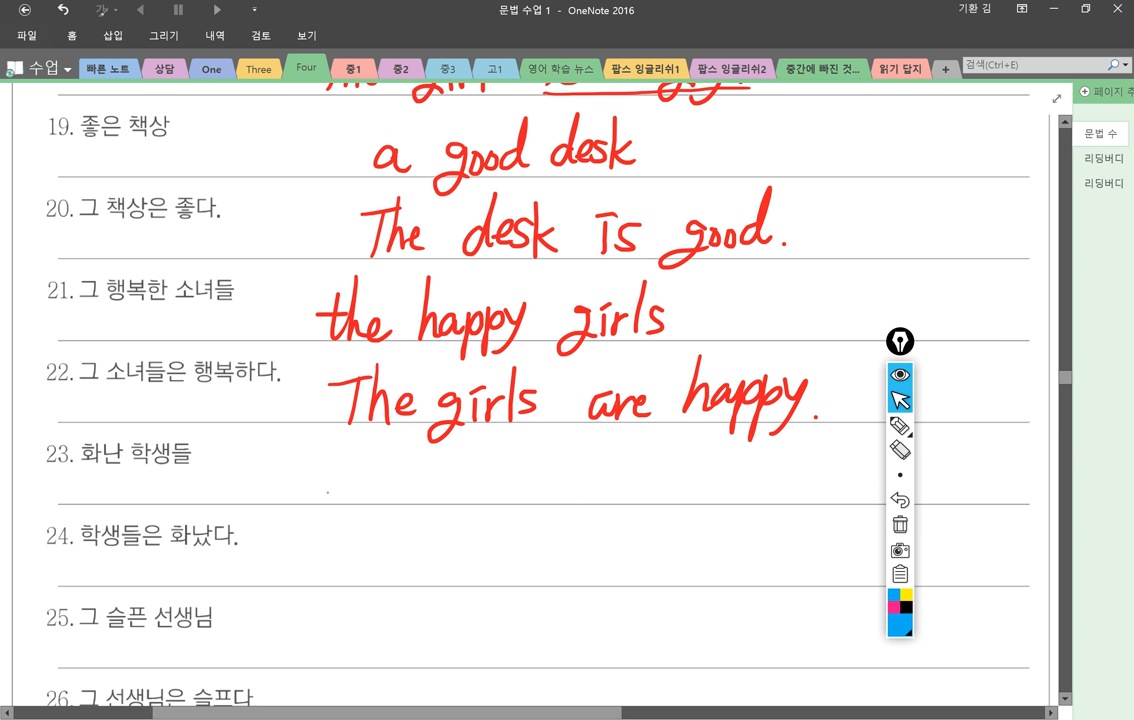 문법 수업 1 - OneNote 2016
기환 김
파일 홈 삽입 그리기 내역 검토 보기
수업 빠른 노트 상담 One Three Four 중1 중2 중3 고1 영어 학습 뉴스 팝스 잉글리쉬1 팝스 잉글리쉬2 중간에 빠진 것... 읽기 답지 + 검색(Ctrl+E)
페이지 추
문법 수
리딩버디
리딩버디
19. 좋은 책상
a good desk
20. 그 책상은 좋다.
The desk is good.
21. 그 행복한 소녀들
the happy girls
22. 그 소녀들은 행복하다.
The girls are happy.
23. 화난 학생들
24. 학생들은 화났다.
25. 그 슬픈 선생님
26. 그 선생님은 슬프다